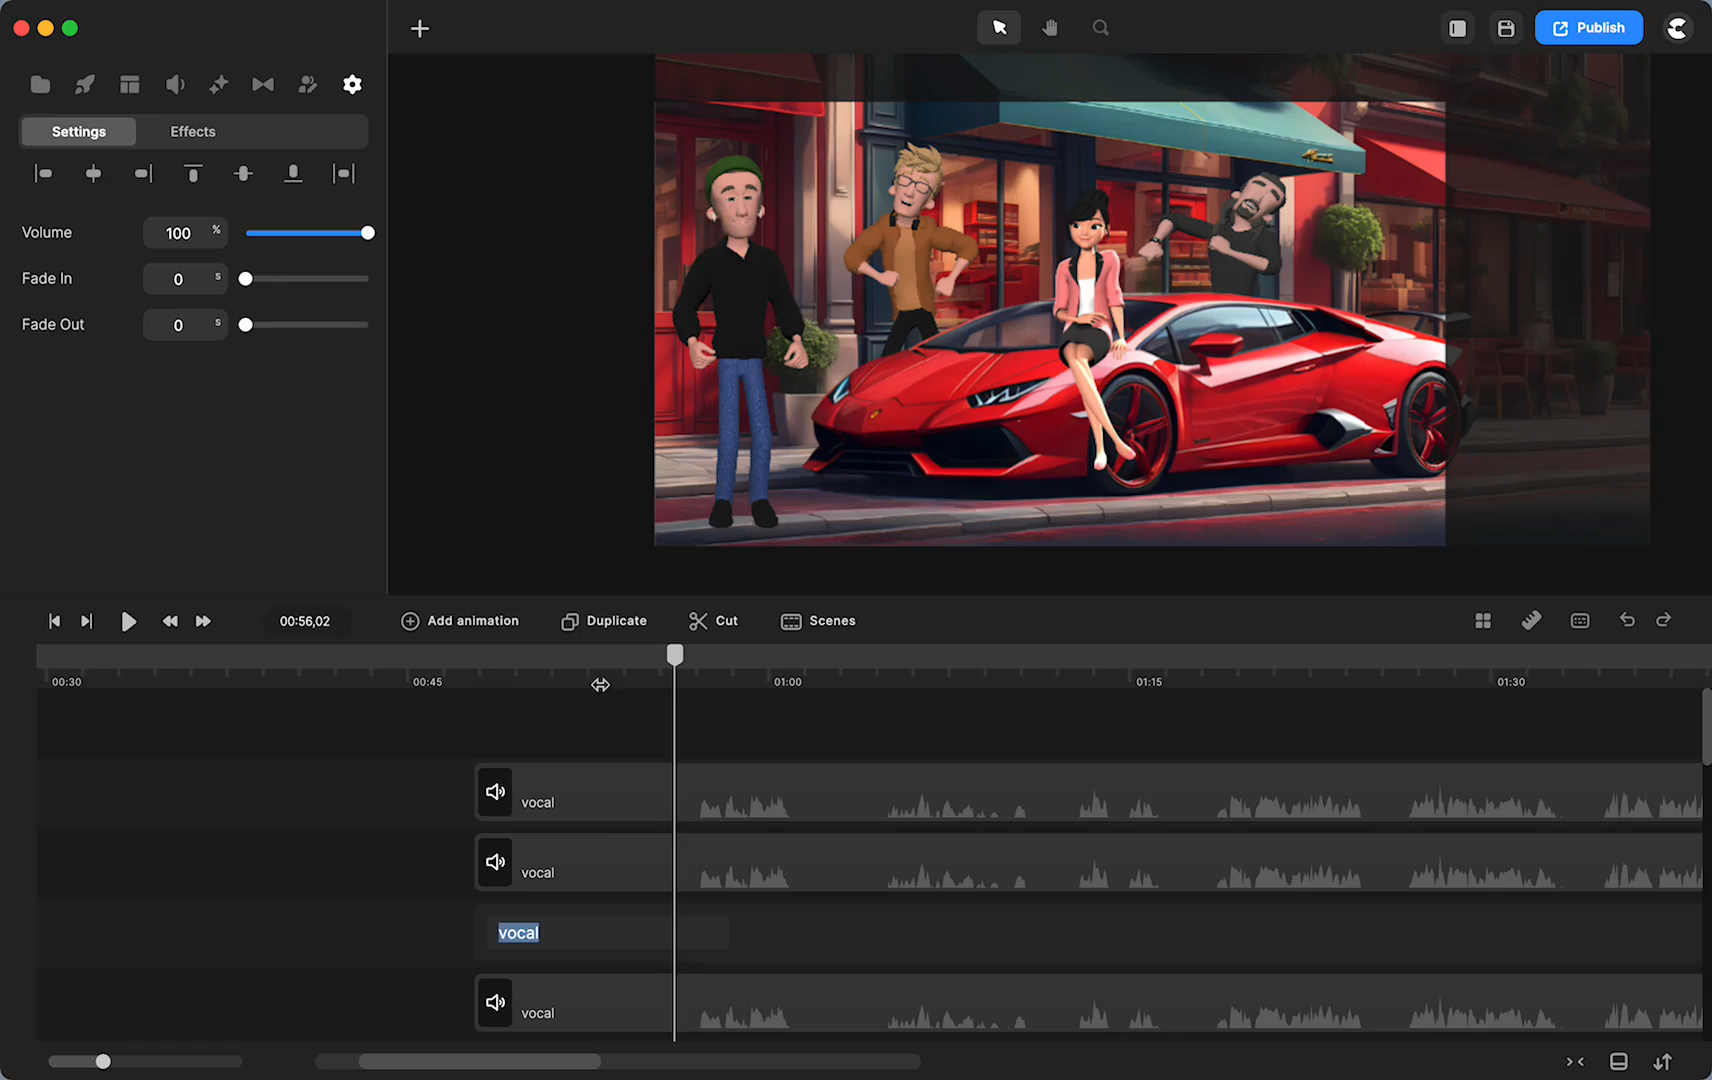 Publish
Settings
Effects
Volume
100 %
Fade In
0 s
Fade Out
0 s
00:56,02
Add animation
Duplicate
Cut
Scenes
00:30
00:45
01:00
01:15
01:30
vocal
vocal
vocal
vocal